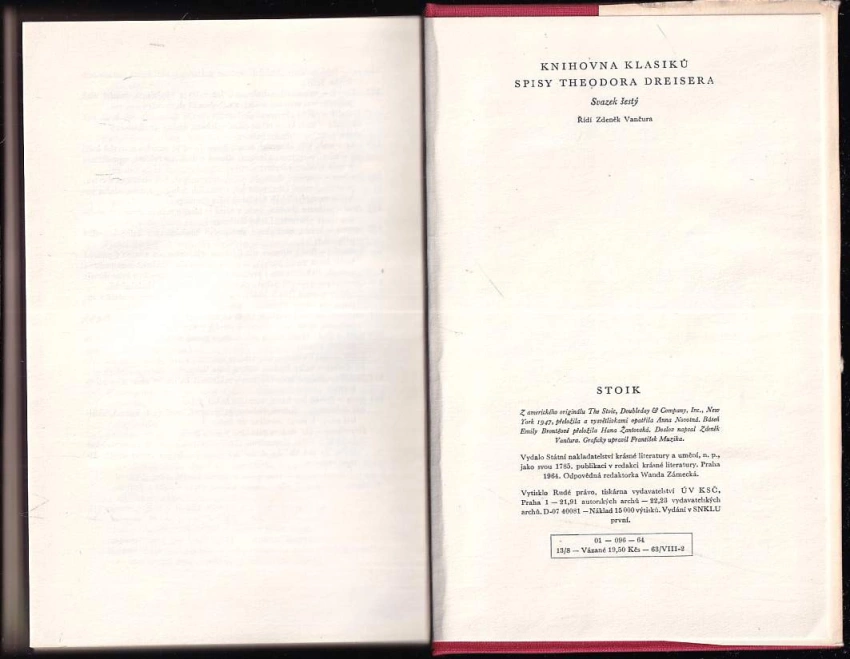 KNIHOVNA KLASIKŮ
SPISY THEODORA DREISERA
Svazek šestý
Řídí Zdeněk Vančura
STOIK
Z amerického originálu The Stoic, Doubleday & Company, Inc., New
York 1947, přeložila a vysvětlivkami opatřila Anna Novotná. Báseň
Emily Brontëové přeložila Hana Žantovská. Doslov napsal Zdeněk
Vančura. Graficky upravil František Muzika.
Vydalo Státní nakladatelství krásné literatury a umění, n. p.,
jako svou 1785. publikaci v redakci krásné literatury. Praha
1964. Odpovědná redaktorka Wanda Zámecká.
Vytisklo Rudé právo, tiskárna vydavatelství ÚV KSČ,
Praha 1 — 21,91 autorských archů — 22,23 vydavatelských
archů. D-07 40081 — Náklad 15 000 výtisků. Vydání v SNKLU
první.
01 — 096 — 64
13/8 — Vázané 19,50 Kčs — 63/VIII-2